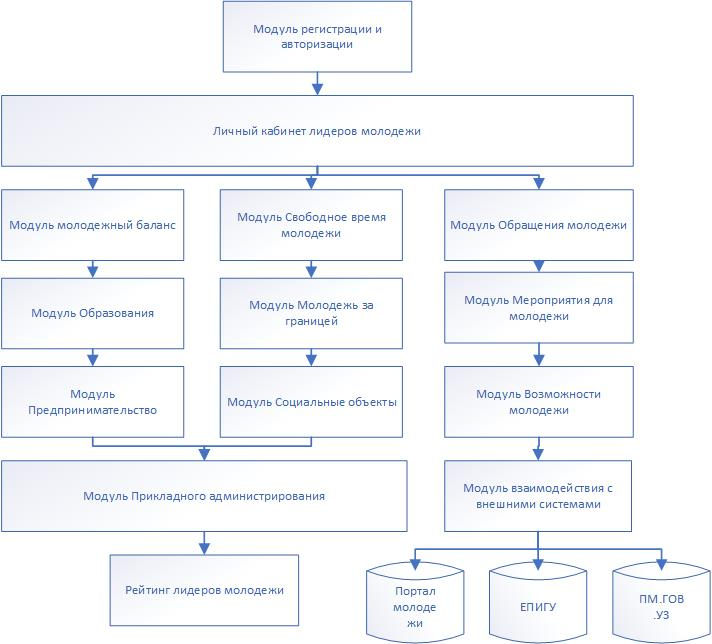 Модуль регистрации и
авторизации
Личный кабинет лидеров молодежи
Модуль молодежный баланс
Модуль Свободное время
молодежи
Модуль Обращения молодежи
Модуль Образования
Модуль Молодежь за
границей
Модуль Мероприятия для
молодежи
Модуль
Предпринимательство
Модуль Социальные объекты
Модуль Возможности
молодежи
Модуль Прикладного администрирования
Модуль взаимодействия с
внешними системами
Рейтинг лидеров молодежи
Портал
молоде
жи
ЕПИГУ
ПМ.ГОВ
.УЗ